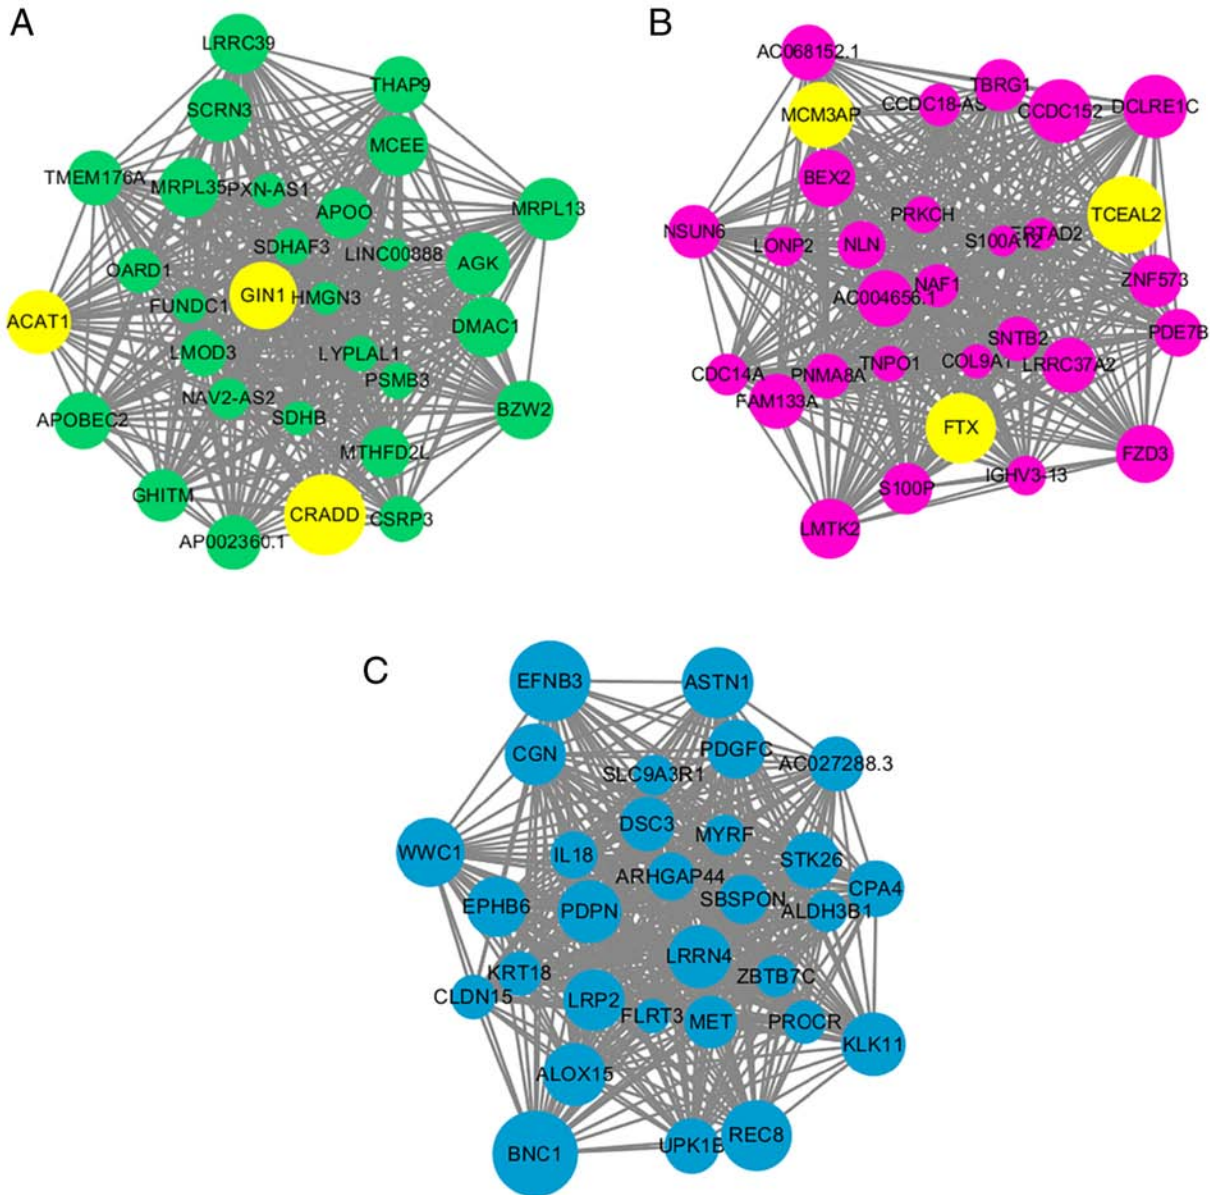 A
LRRC39
THAP9
SCRN3
MCEE
TMEM176A
MRPL35
PXN-AS1
APOO
MRPL13
SDHAF3
LINC00888
AGK
OARD1
GIN1
HMGN3
FUNDC1
ACAT1
DMAC1
LMOD3
LYPLAL1
PSMB3
NAV2-AS2
APOBEC2
SDHB
BZW2
MTHFD2L
GHITM
CRADD
CSRP3
AP002360.1
B
AC068152.1
TBRG1
MCM3AP
CCDC18-AS
CCDC152
DCLRE1C
BEX2
PRKCH
TCEAL2
NSUN6
LONP2
NLN
S100A12
ERTAD2
NAF1
ZNF573
AC004656.1
SNTB2
PDE7B
CDC14A
PNMA8A
TNPO1
COL9A1
LRRC37A2
FAM133A
FTX
FZD3
S100P
IGHV3-13
LMTK2
C
EFNB3
ASTN1
CGN
PDGFC
SLC9A3R1
AC027288.3
DSC3
MYRF
WWC1
IL18
STK26
ARHGAP44
CPA4
EPHB6
PDPN
SBSPON
ALDH3B1
LRRN4
KRT18
ZBTB7C
CLDN15
LRP2
FLRT3
MET
PROCR
KLK11
ALOX15
BNC1
UPK1B
REC8